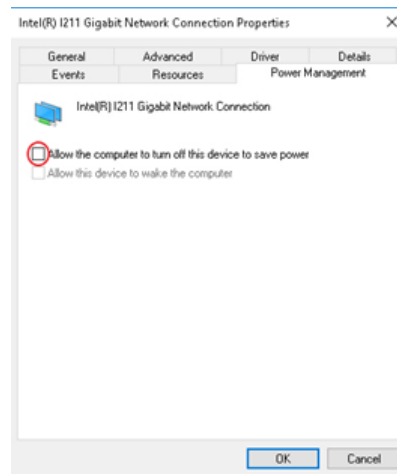 Intel(R) I211 Gigabit Network Connection Properties
General Advanced Driver Details
Events Resources Power Management
Intel(R) I211 Gigabit Network Connection
Allow the computer to turn off this device to save power
Allow this device to wake the computer
OK Cancel